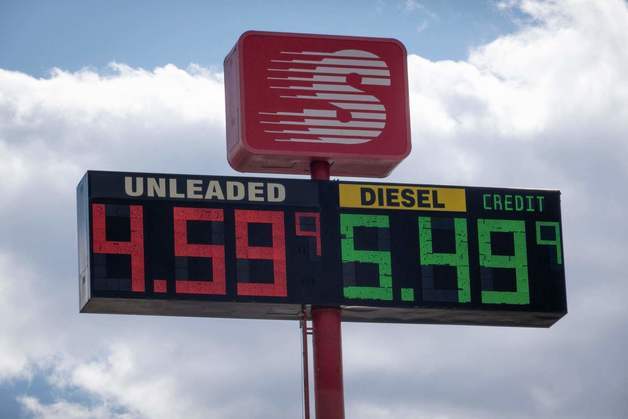 S
UNLEADED
DIESEL CREDIT
4.59 9
5.49 9